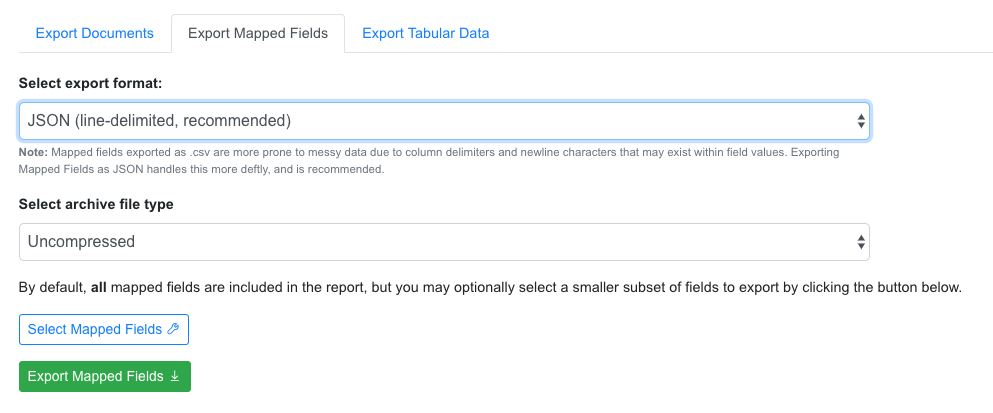 Export Documents Export Mapped Fields Export Tabular Data
Select export format:
JSON (line-delimited, recommended)
Note: Mapped fields exported as .csv are more prone to messy data due to column delimiters and newline characters that may exist within field values. Exporting
Mapped Fields as JSON handles this more deftly, and is recommended.
Select archive file type
Uncompressed
By default, all mapped fields are included in the report, but you may optionally select a smaller subset of fields to export by clicking the button below.
Select Mapped Fields
Export Mapped Fields